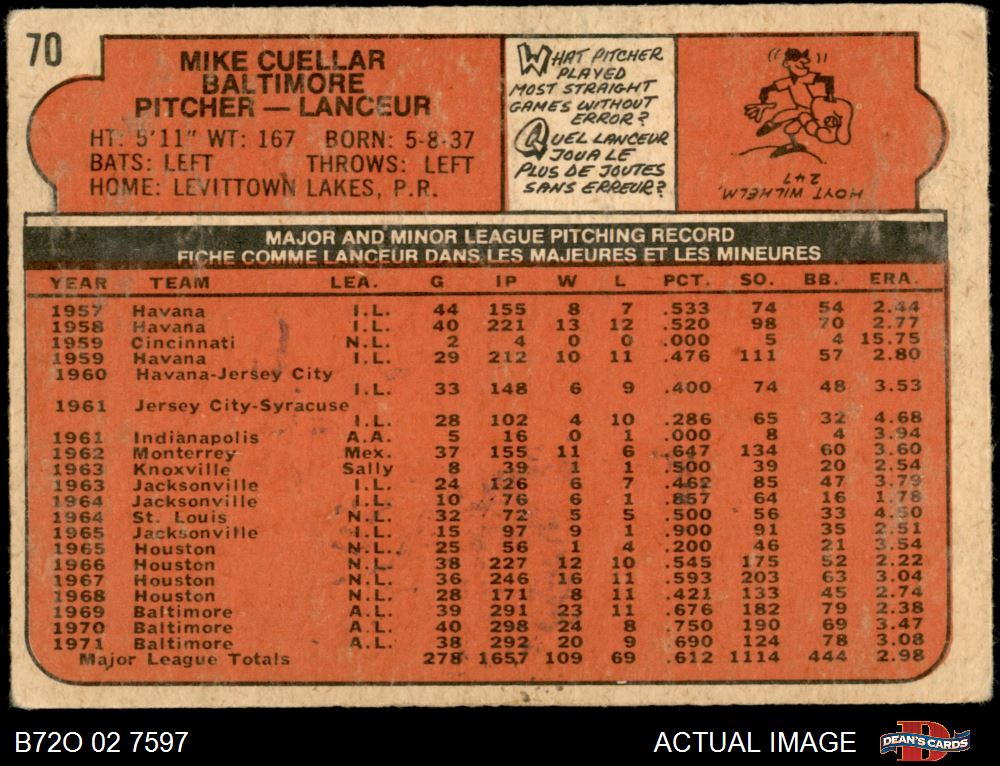 70
MIKE CUELLAR
BALTIMORE
PITCHER — LANCEUR
HT: 5'11" WT: 167 BORN: 5-8-37
BATS: LEFT THROWS: LEFT
HOME: LEVITTOWN LAKES, P.R.
WHAT PITCHER
PLAYED
MOST STRAIGHT
GAMES WITHOUT
ERROR?
QUEL LANCEUR
JOUA LE
PLUS DE JOUTES
SANS ERREUR?
HOYT WILHELM,
247
MAJOR AND MINOR LEAGUE PITCHING RECORD
FICHE COMME LANCEUR DANS LES MAJEURES ET LES MINEURES
YEAR TEAM LEA. G IP W L PCT. SO. BB. ERA.
1957 Havana I.L. 44 155 8 7 .533 74 54 2.44
1958 Havana I.L. 40 221 13 12 .520 98 70 2.77
1959 Cincinnati N.L. 2 4 0 0 .000 5 4 15.75
1959 Havana I.L. 29 212 10 11 .476 111 57 2.80
1960 Havana-Jersey City
I.L. 33 148 6 9 .400 74 48 3.53
1961 Jersey City-Syracuse
I.L. 28 102 4 10 .286 65 32 4.68
1961 Indianapolis A.A. 5 16 0 1 .000 8 4 3.94
1962 Monterrey Mex. 37 155 11 6 .647 134 60 3.60
1963 Knoxville Sally 8 39 1 1 .500 39 20 2.54
1963 Jacksonville I.L. 24 126 6 7 .462 85 47 3.79
1964 Jacksonville I.L. 10 76 6 1 .857 64 16 1.78
1964 St. Louis N.L. 32 72 5 5 .500 56 33 4.50
1965 Jacksonville I.L. 15 97 9 1 .900 91 35 2.51
1965 Houston N.L. 25 56 1 4 .200 46 21 3.54
1966 Houston N.L. 38 227 12 10 .545 175 52 2.22
1967 Houston N.L. 36 246 16 11 .593 203 63 3.04
1968 Houston N.L. 28 171 8 11 .421 133 45 2.74
1969 Baltimore A.L. 39 291 23 11 .676 182 79 2.38
1970 Baltimore A.L. 40 298 24 8 .750 190 69 3.47
1971 Baltimore A.L. 38 292 20 9 .690 124 78 3.08
Major League Totals 278 1657 109 69 .612 1114 444 2.98
B72O 02 7597
ACTUAL IMAGE
DEAN'S CARDS